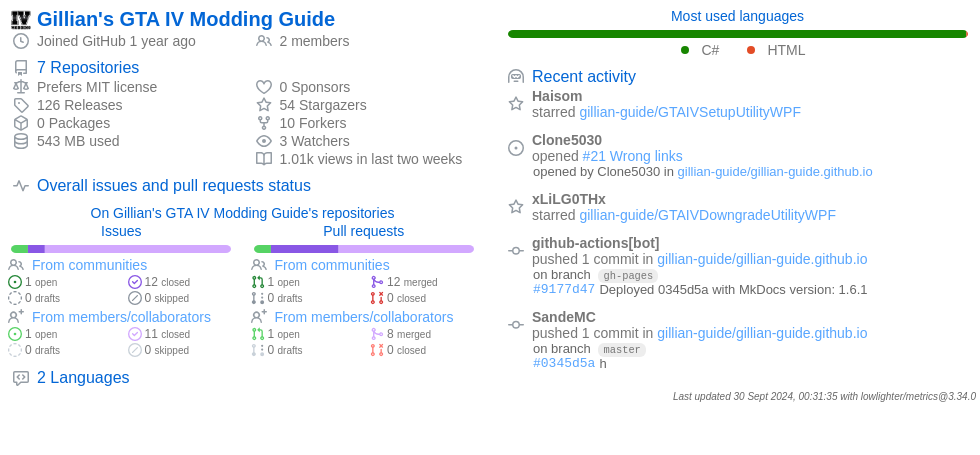 Gillian's GTA IV Modding Guide
Joined GitHub 1 year ago
2 members
7 Repositories
Prefers MIT license
126 Releases
0 Packages
543 MB used
0 Sponsors
54 Stargazers
10 Forkers
3 Watchers
1.01k views in last two weeks
Overall issues and pull requests status
On Gillian's GTA IV Modding Guide's repositories
Issues
From communities
1 open
12 closed
0 drafts
0 skipped
From members/collaborators
1 open
11 closed
0 drafts
0 skipped
Pull requests
From communities
1 open
12 merged
0 drafts
0 closed
From members/collaborators
1 open
8 merged
0 drafts
0 closed
2 Languages
Most used languages
C# HTML
Recent activity
Haisom
starred gillian-guide/GTAIVSetupUtilityWPF
Clone5030
opened #21 Wrong links
opened by Clone5030 in gillian-guide/gillian-guide.github.io
xLiLG0THx
starred gillian-guide/GTAIVDowngradeUtilityWPF
github-actions[bot]
pushed 1 commit in gillian-guide/gillian-guide.github.io
on branch gh-pages
#9177d47 Deployed 0345d5a with MkDocs version: 1.6.1
SandeMC
pushed 1 commit in gillian-guide/gillian-guide.github.io
on branch master
#0345d5a h
Last updated 30 Sept 2024, 00:31:35 with lowlighter/metrics@3.34.0